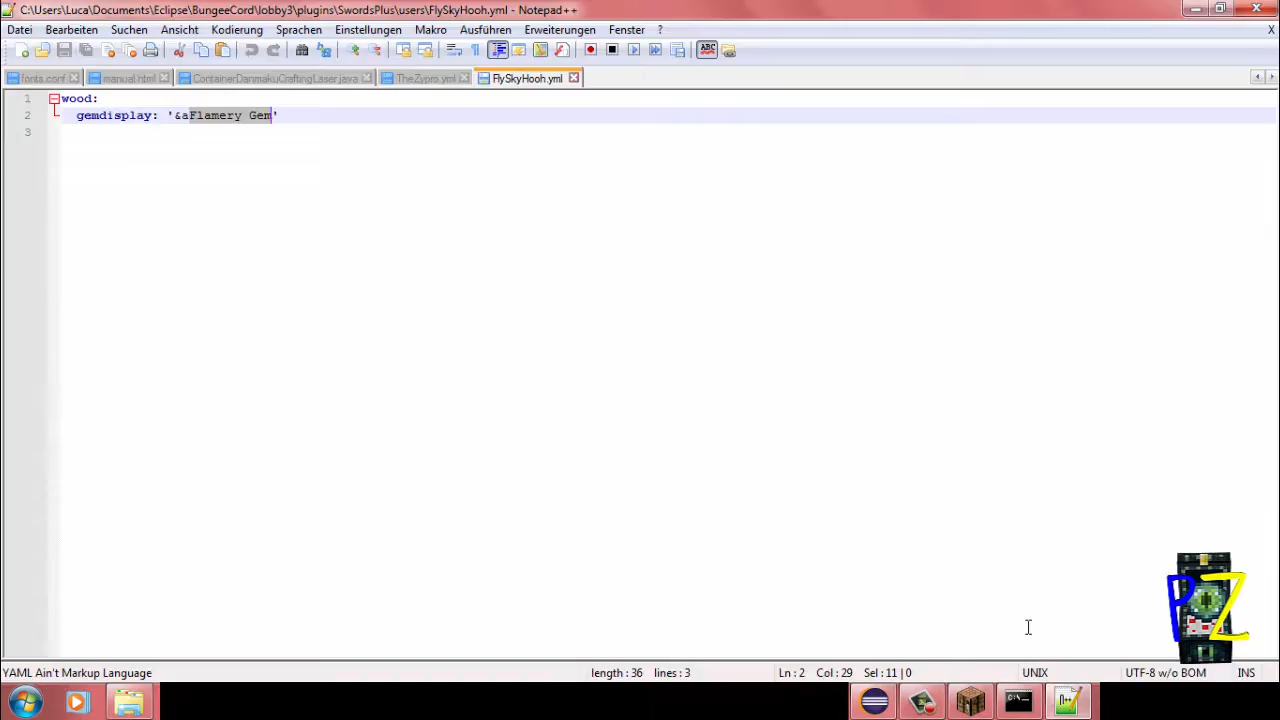 C:\Users\Luca\Documents\Eclipse\BungeeCord\lobby3\plugins\SwordsPlus\users\FlySkyHooh.yml - Notepad++
Datei Bearbeiten Suchen Ansicht Kodierung Sprachen Einstellungen Makro Ausführen Erweiterungen Fenster ? X
fonts.conf manual.html ContainerDanmakuCraftingLaser.java TheZypro.yml FlySkyHooh.yml
1 wood:
2 gemdisplay: '&aFlamery Gem'
3
PZ
YAML Ain't Markup Language length : 36 lines : 3 Ln : 2 Col : 29 Sel : 11 | 0 UNIX UTF-8 w/o BOM INS